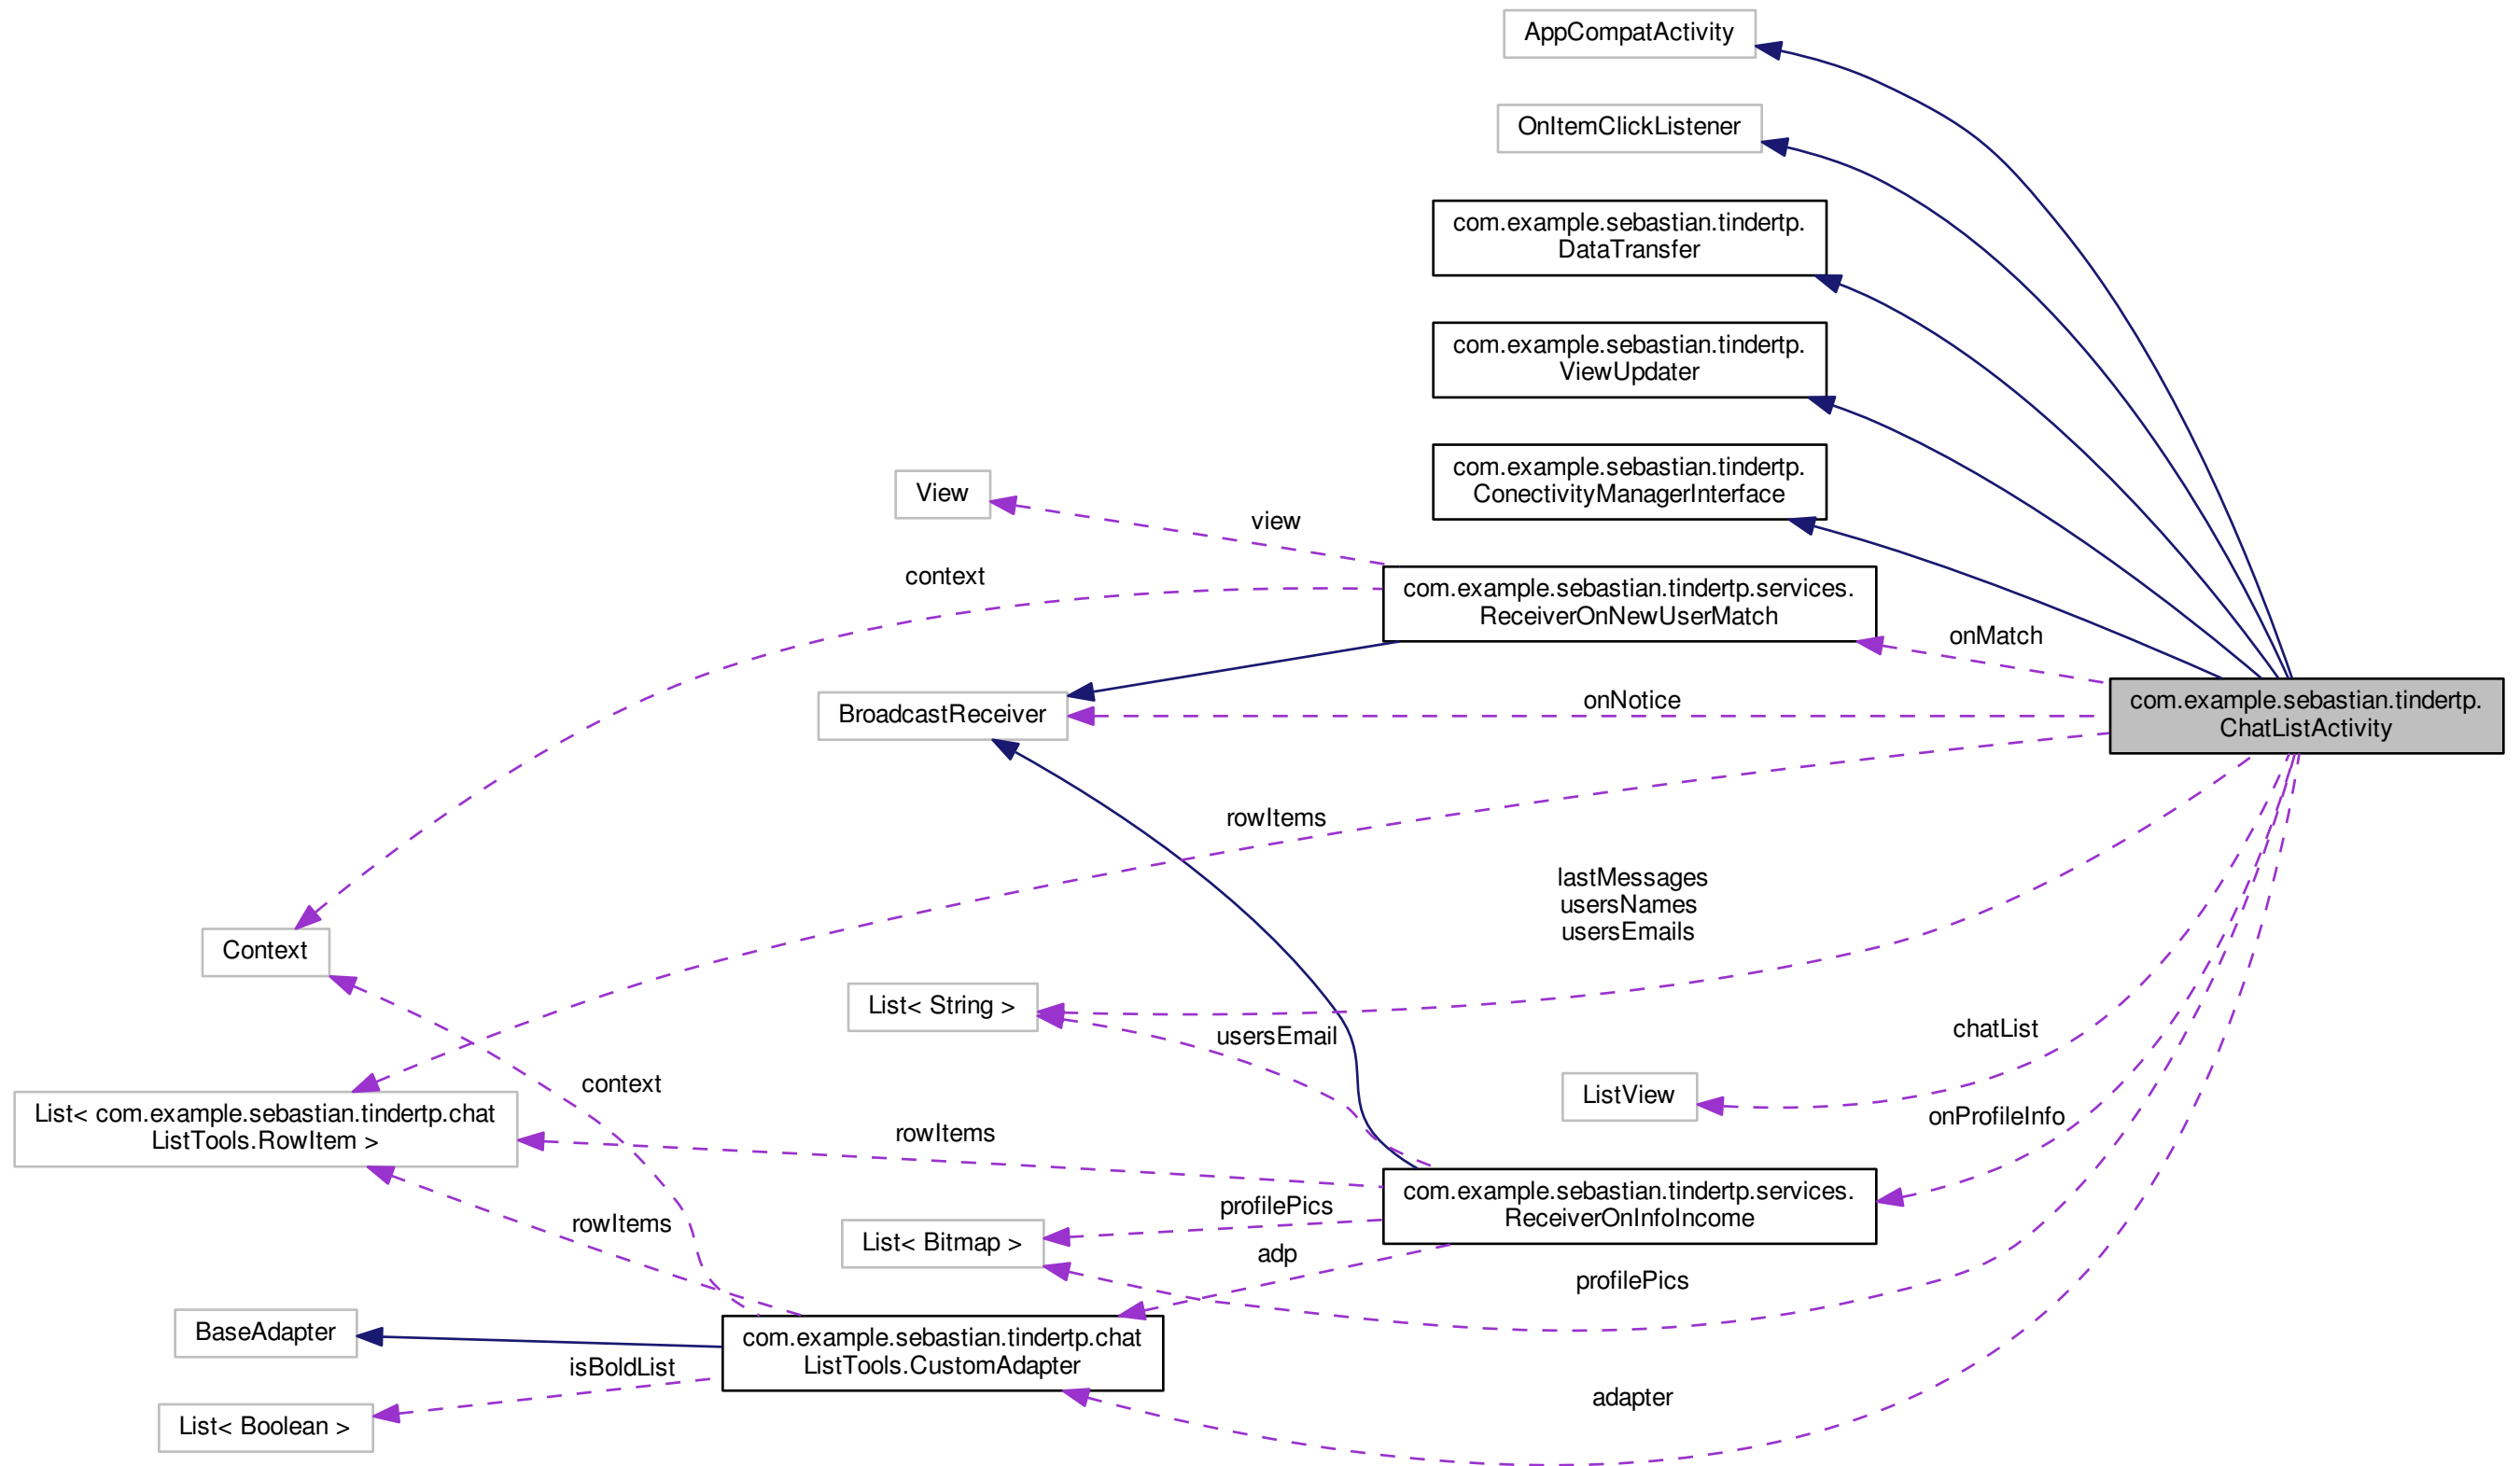 AppCompatActivity
OnItemClickListener
com.example.sebastian.tindertp.
DataTransfer
com.example.sebastian.tindertp.
ViewUpdater
com.example.sebastian.tindertp.
ConectivityManagerInterface
View
view
context
com.example.sebastian.tindertp.services.
ReceiverOnNewUserMatch
onMatch
BroadcastReceiver
onNotice
com.example.sebastian.tindertp.
ChatListActivity
rowItems
lastMessages
usersNames
usersEmails
Context
List< String >
usersEmail
chatList
ListView
context
List< com.example.sebastian.tindertp.chat
ListTools.RowItem >
rowItems
onProfileInfo
com.example.sebastian.tindertp.services.
ReceiverOnInfoIncome
profilePics
rowItems
List< Bitmap >
adp
profilePics
BaseAdapter
com.example.sebastian.tindertp.chat
ListTools.CustomAdapter
isBoldList
adapter
List< Boolean >